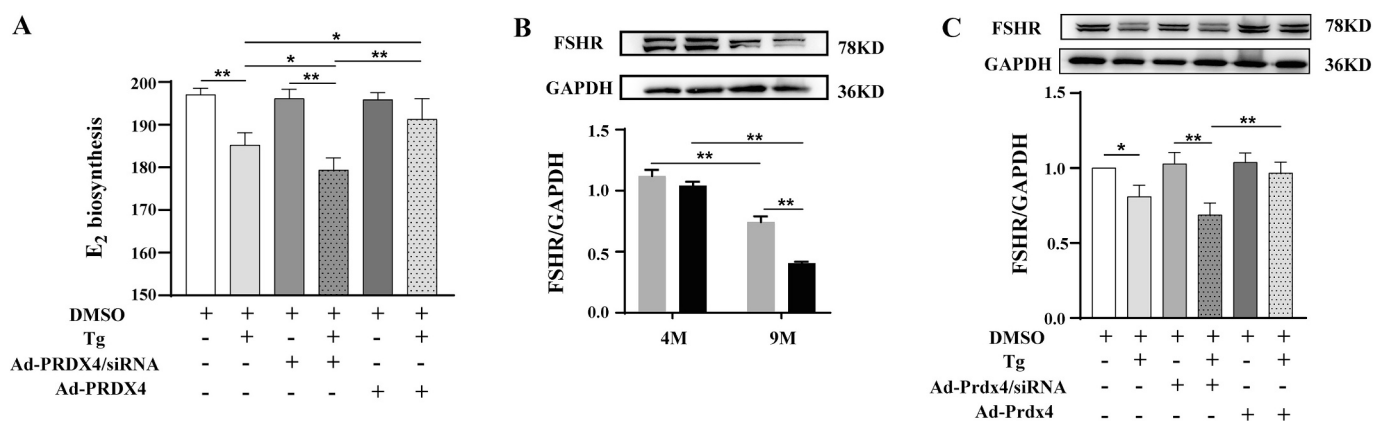 A
E₂ biosynthesis
200
195
190
180
170
160
150
**
*
**
*
**
DMSO + + + + + +
Tg - + - + - +
Ad-PRDX4/siRNA - - + + - -
Ad-PRDX4 - - - - + +
B
FSHR 78KD
GAPDH 36KD
FSHR/GAPDH
1.5
1.0
0.5
0.0
**
**
**
4M 9M
C
FSHR 78KD
GAPDH 36KD
FSHR/GAPDH
1.5
1.0
0.5
0.0
*
**
**
DMSO + + + + + +
Tg - + - + - +
Ad-Prdx4/siRNA - - + + - -
Ad-Prdx4 - - - - + +